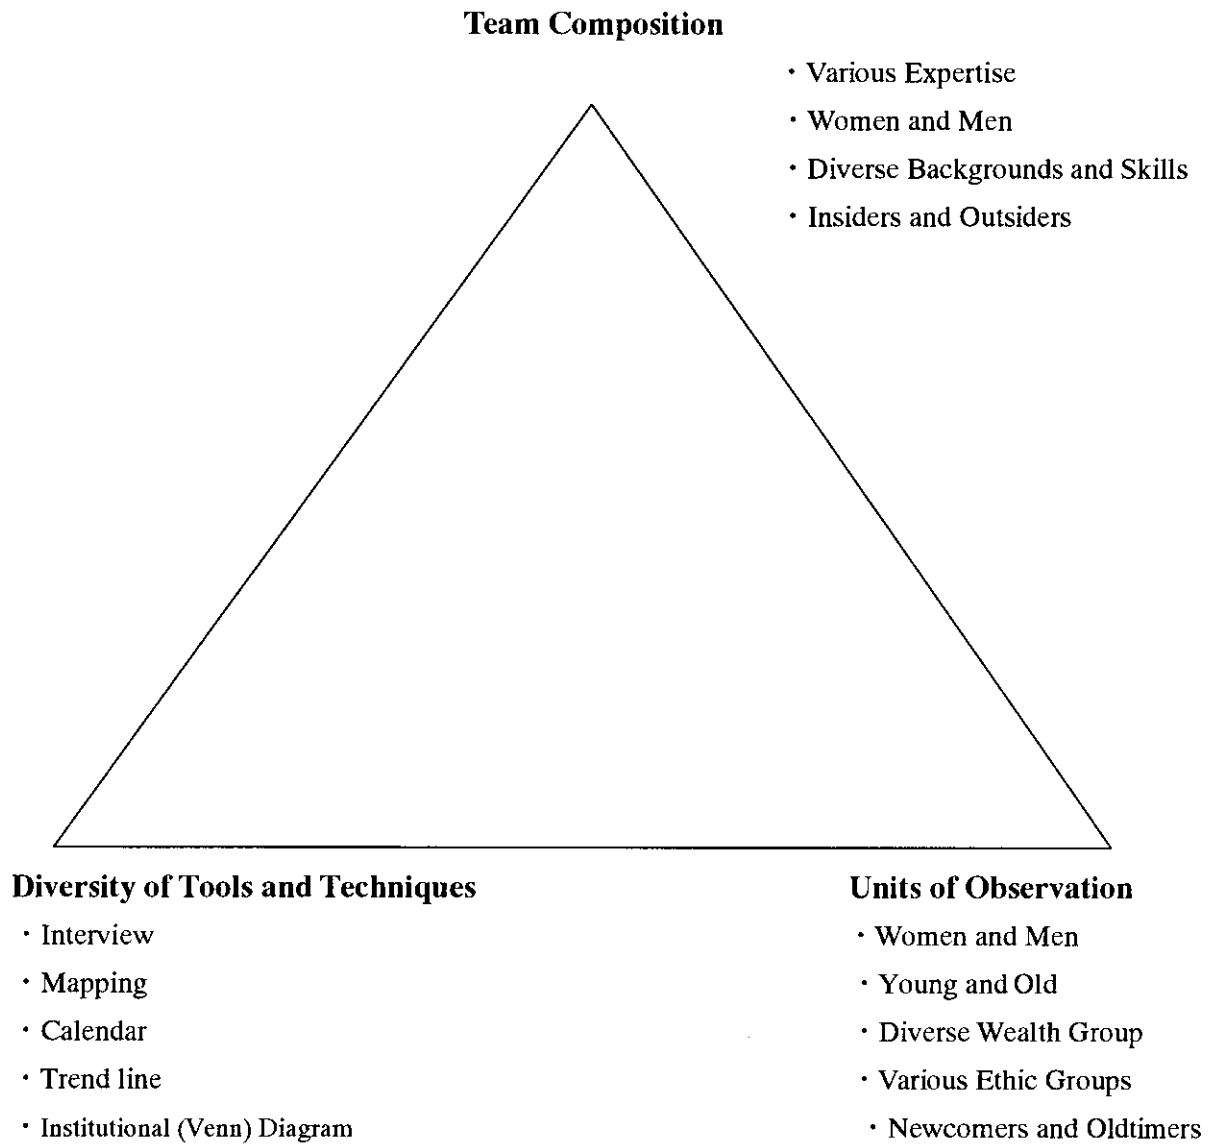 Team Composition
・Various Expertise
・Women and Men
・Diverse Backgrounds and Skills
・Insiders and Outsiders
Diversity of Tools and Techniques
・Interview
・Mapping
・Calendar
・Trend line
・Institutional (Venn) Diagram
Units of Observation
・Women and Men
・Young and Old
・Diverse Wealth Group
・Various Ethic Groups
・Newcomers and Oldtimers